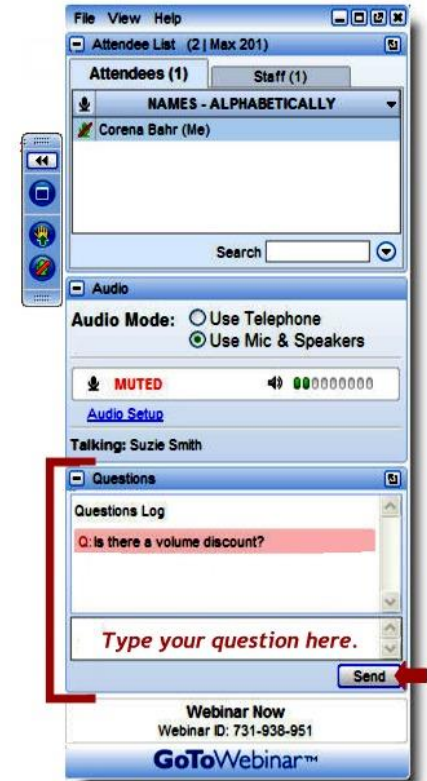 File View Help
Attendee List (2 | Max 201)
Attendees (1) Staff (1)
NAMES - ALPHABETICALLY
Corena Bahr (Me)
Search
Audio
Audio Mode: Use Telephone
Use Mic & Speakers
MUTED
Audio Setup
Talking: Suzie Smith
Questions
Questions Log
Q: Is there a volume discount?
Type your question here.
Send
Webinar Now
Webinar ID: 731-938-951
GoToWebinar™